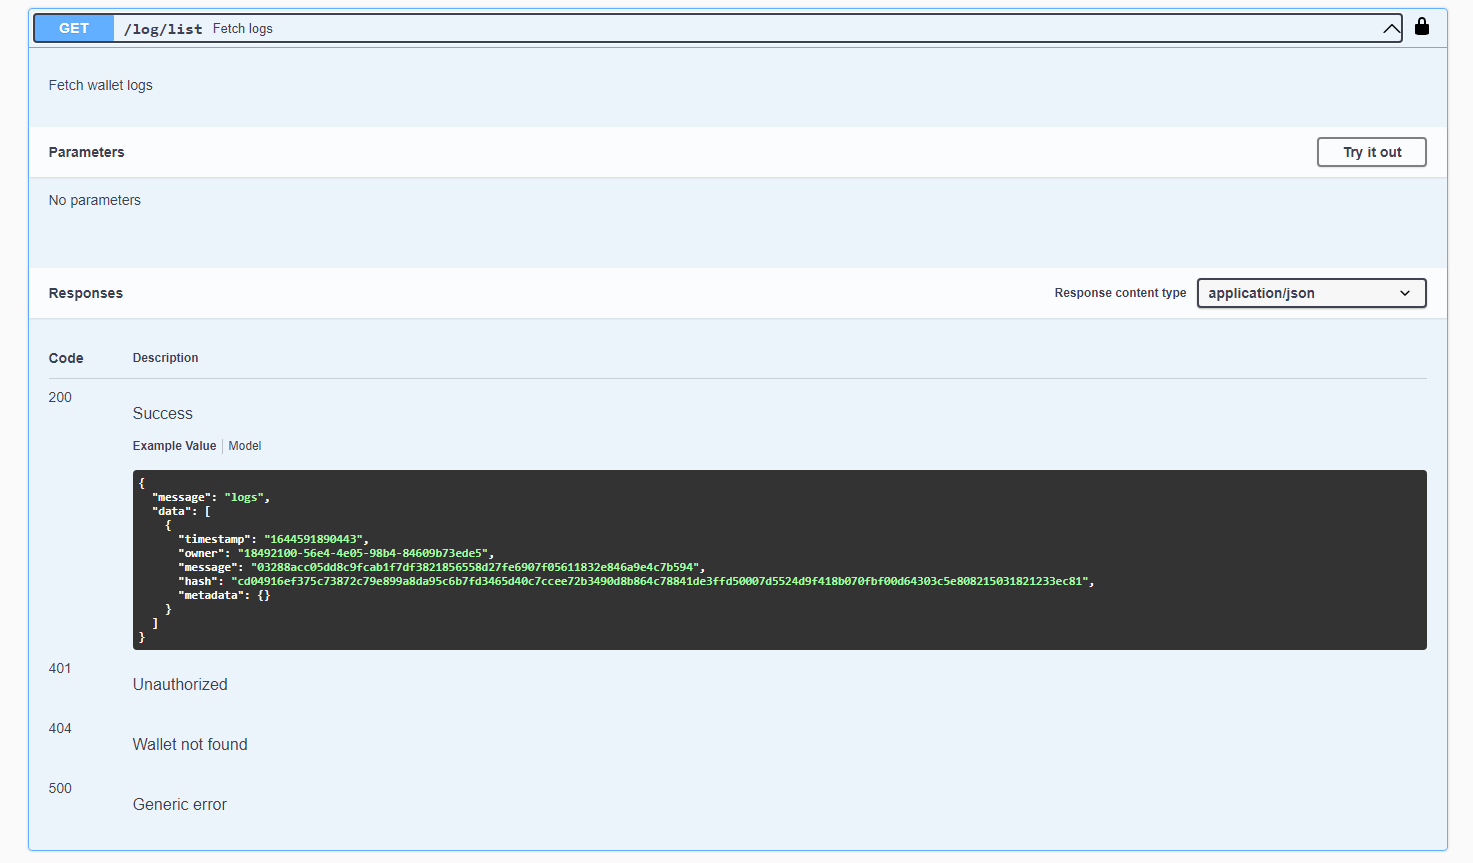 GET /log/list Fetch logs
Fetch wallet logs
Parameters Try it out
No parameters
Responses Response content type application/json
Code Description
200
Success
Example Value Model
{
"message": "logs",
"data": [
{
"timestamp": "1644591890443",
"owner": "18492100-56e4-4e05-98b4-84609b73ede5",
"message": "03288acc05dd8c9fcab1f7df3821856558d27fe6907f05611832e846a9e4c7b594",
"hash": "cd04916ef375c73872c79e899a8da95c6b7fd3465d40c7ccee72b3490d8b864c78841de3ffd50007d5524d9f418b070fbf00d64303c5e808215031821233ec81",
"metadata": {}
}
]
}
401
Unauthorized
404
Wallet not found
500
Generic error